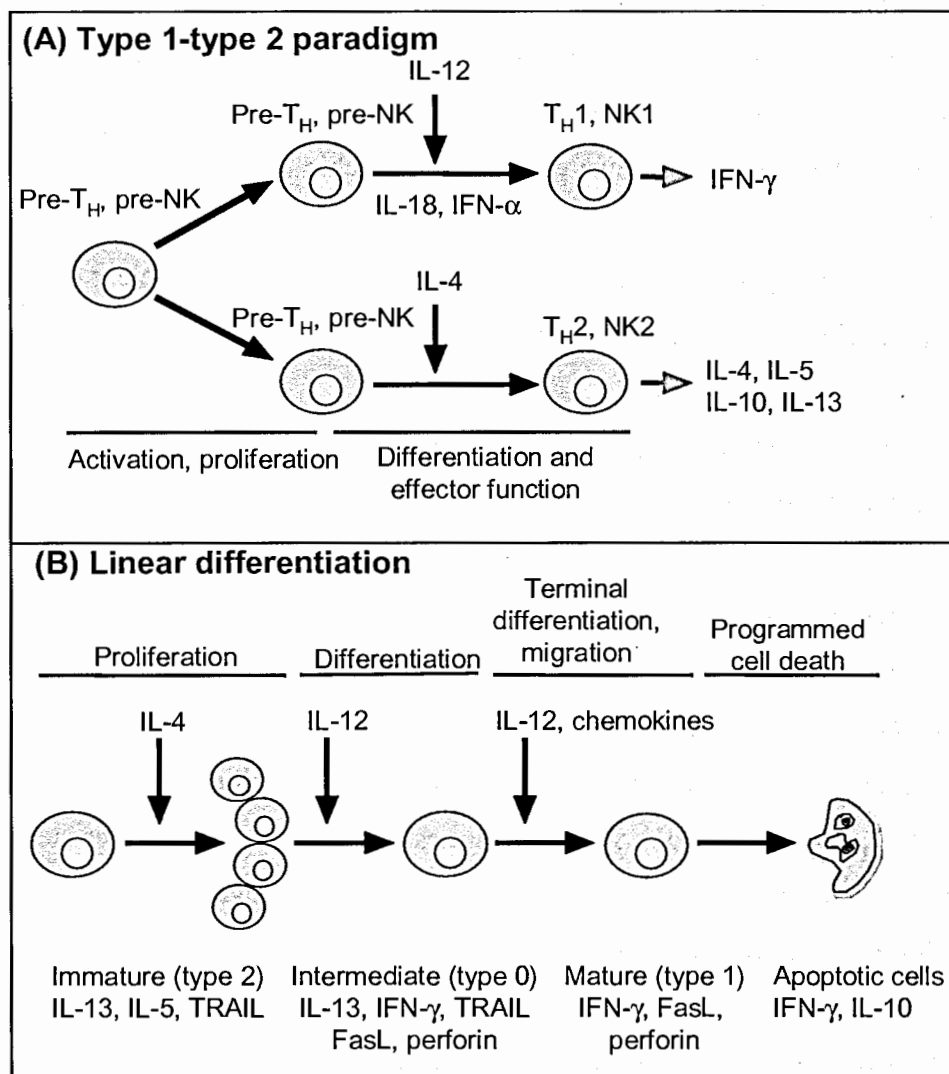 (A) Type 1-type 2 paradigm
IL-12
Pre-TH, pre-NK
TH1, NK1
Pre-TH, pre-NK
IL-18, IFN-α
IFN-γ
IL-4
Pre-TH, pre-NK
TH2, NK2
IL-4, IL-5
IL-10, IL-13
Activation, proliferation
Differentiation and
effector function
(B) Linear differentiation
Proliferation
Differentiation
Terminal
differentiation,
migration
Programmed
cell death
IL-4
IL-12
IL-12, chemokines
Immature (type 2)
IL-13, IL-5, TRAIL
Intermediate (type 0)
IL-13, IFN-γ, TRAIL
FasL, perforin
Mature (type 1)
IFN-γ, FasL,
perforin
Apoptotic cells
IFN-γ, IL-10